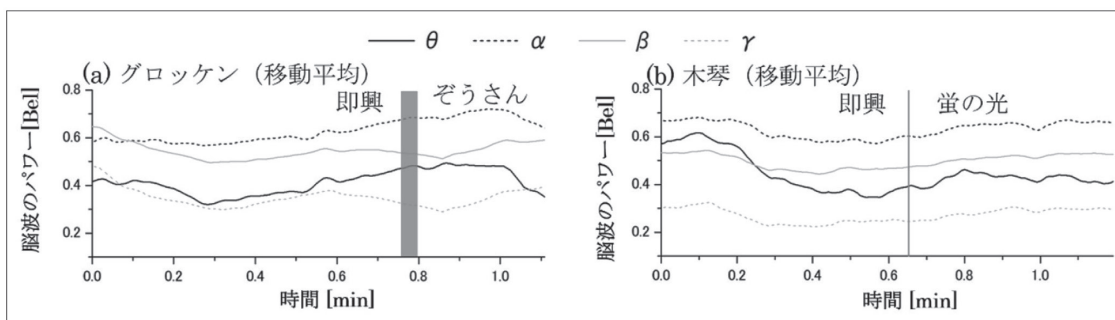 θ α β γ
(a) グロッケン（移動平均）
即興 ぞうさん
脳波のパワー[Bel]
0.8
0.6
0.4
0.2
0.0 0.2 0.4 0.6 0.8 1.0
時間 [min]
(b) 木琴（移動平均）
即興 蛍の光
脳波のパワー[Bel]
0.8
0.6
0.4
0.2
0.0 0.2 0.4 0.6 0.8 1.0
時間 [min]